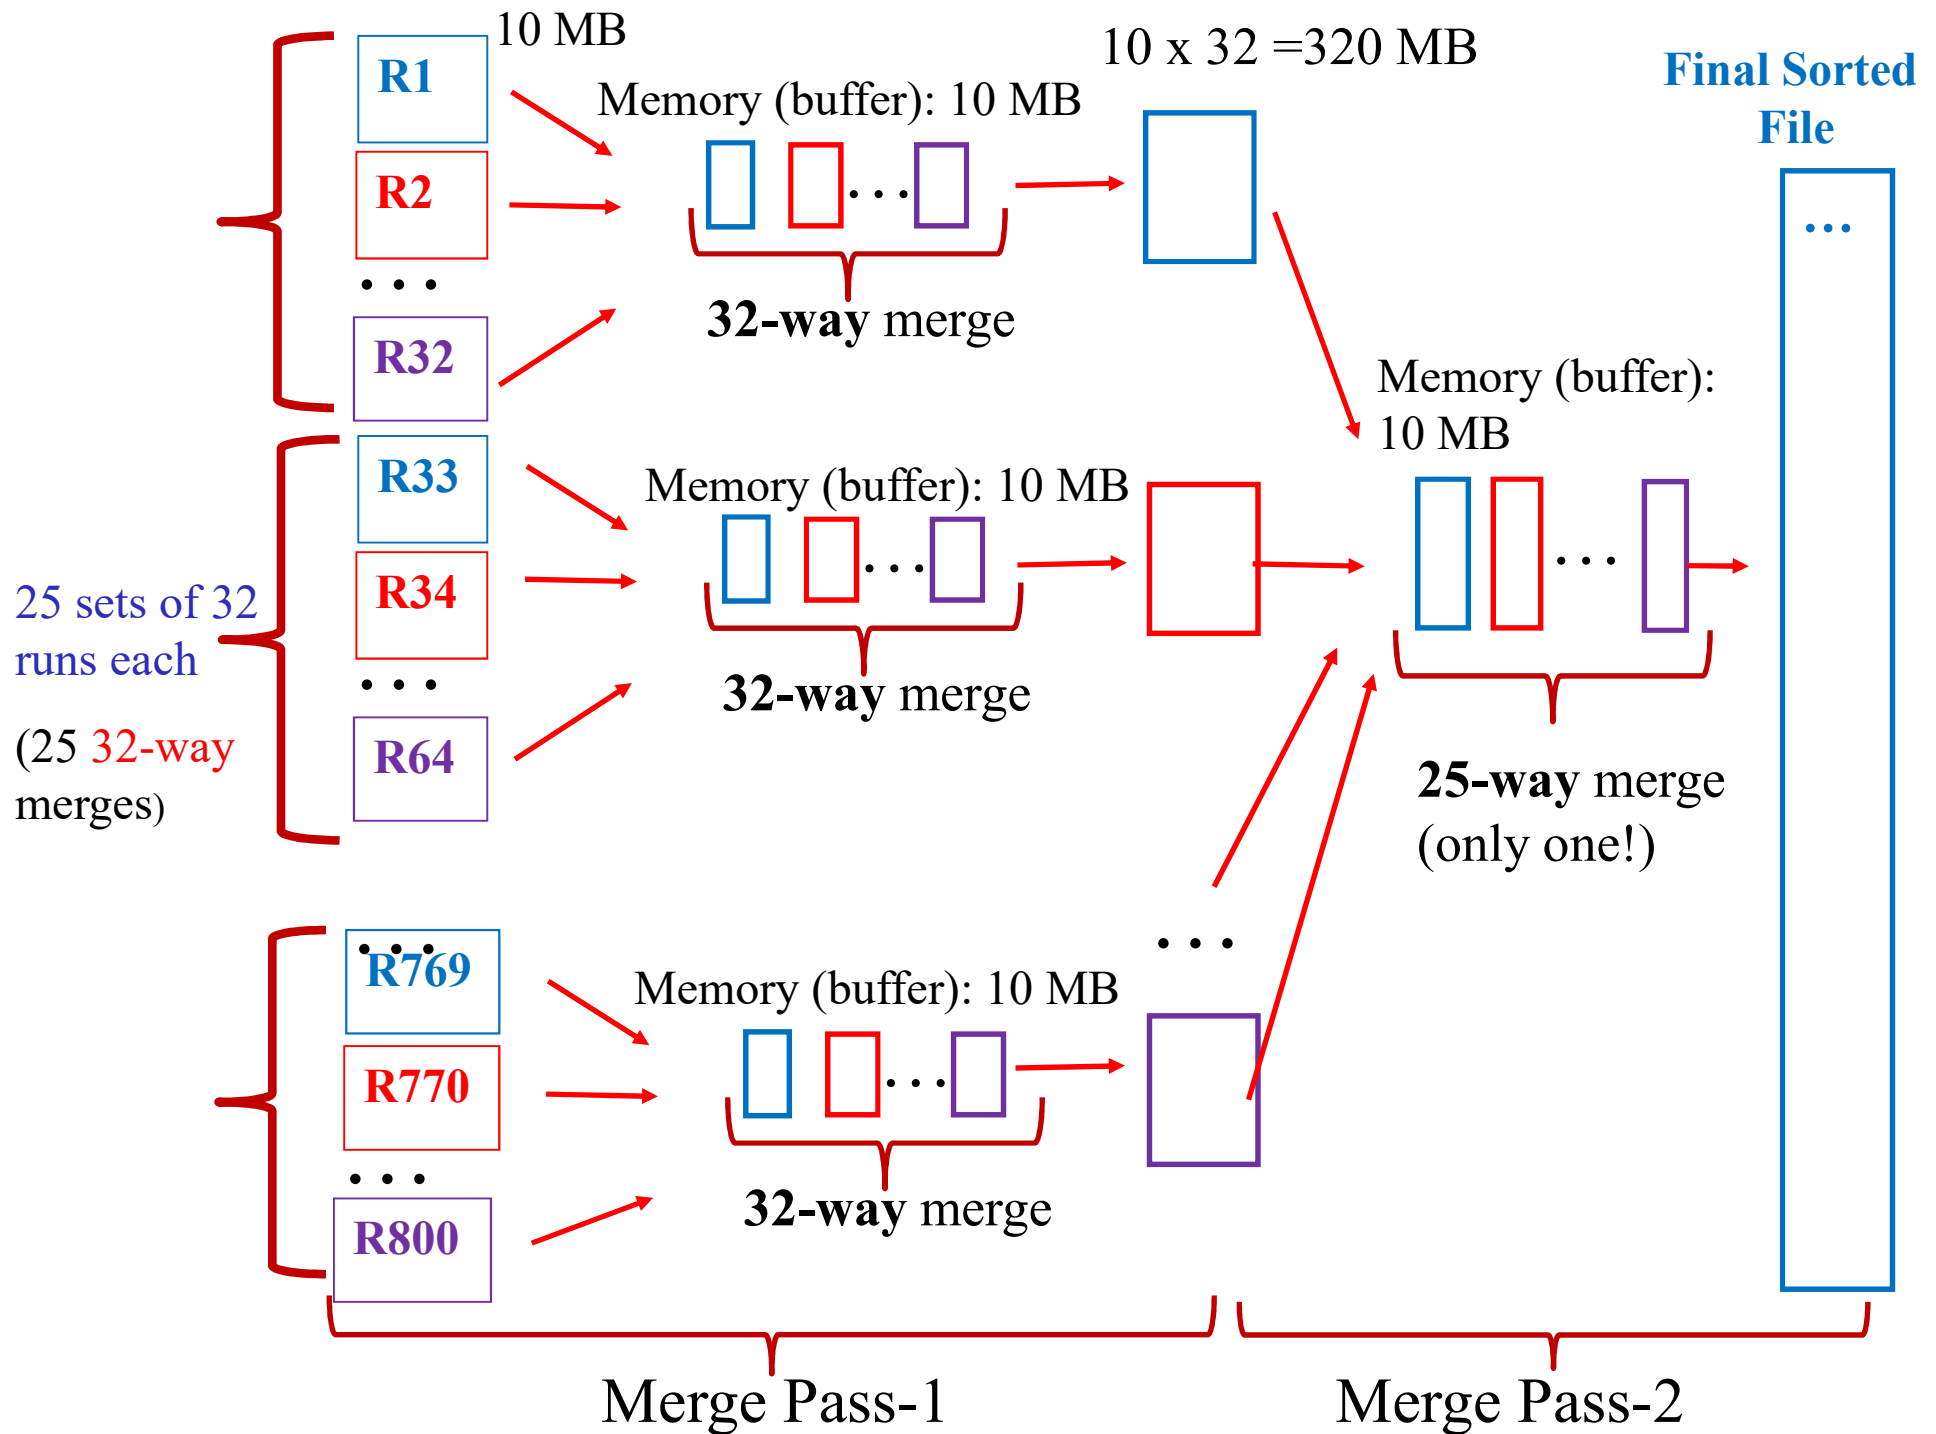 10 MB
R1
R2
...
R32
Memory (buffer): 10 MB
...
32-way merge
10 x 32 =320 MB
R33
R34
...
R64
Memory (buffer): 10 MB
...
32-way merge
25 sets of 32
runs each
(25 32-way
merges)
...
R769
R770
...
R800
Memory (buffer): 10 MB
...
32-way merge
...
Memory (buffer):
10 MB
...
25-way merge
(only one!)
Final Sorted
File
...
Merge Pass-1
Merge Pass-2